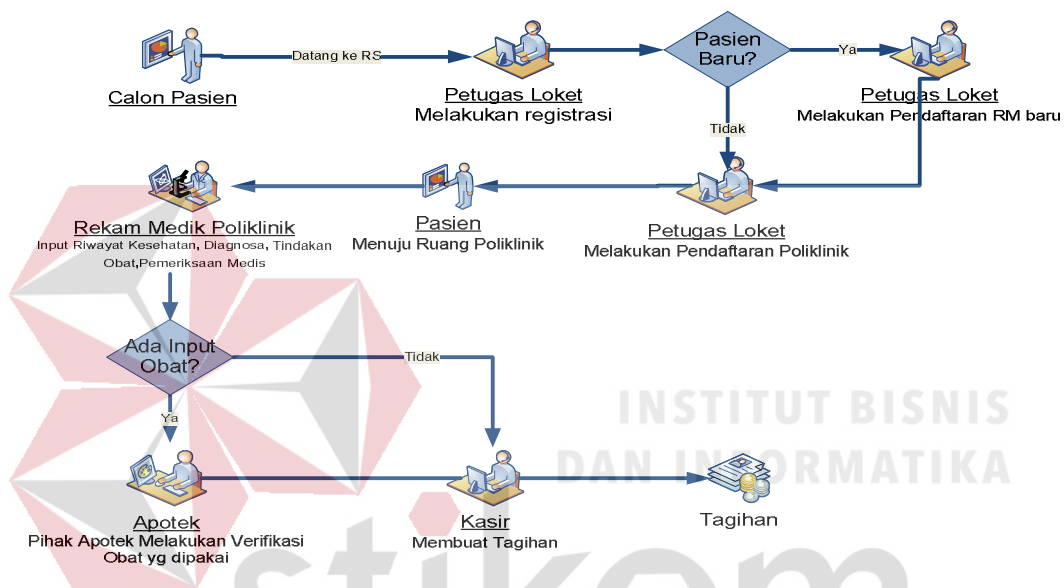 Calon Pasien
Datang ke RS
Petugas Loket
Melakukan registrasi
Pasien
Baru?
Ya
Petugas Loket
Melakukan Pendaftaran RM baru
Tidak
Rekam Medik Poliklinik
Input Riwayat Kesehatan, Diagnosa, Tindakan
Obat,Pemeriksaan Medis
Pasien
Menuju Ruang Poliklinik
Petugas Loket
Melakukan Pendaftaran Poliklinik
Ada Input
Obat?
Tidak
Ya
Apotek
Pihak Apotek Melakukan Verifikasi
Obat yg dipakai
Kasir
Membuat Tagihan
Tagihan
INSTITUT BISNIS
DAN INFORMATIKA
stikom